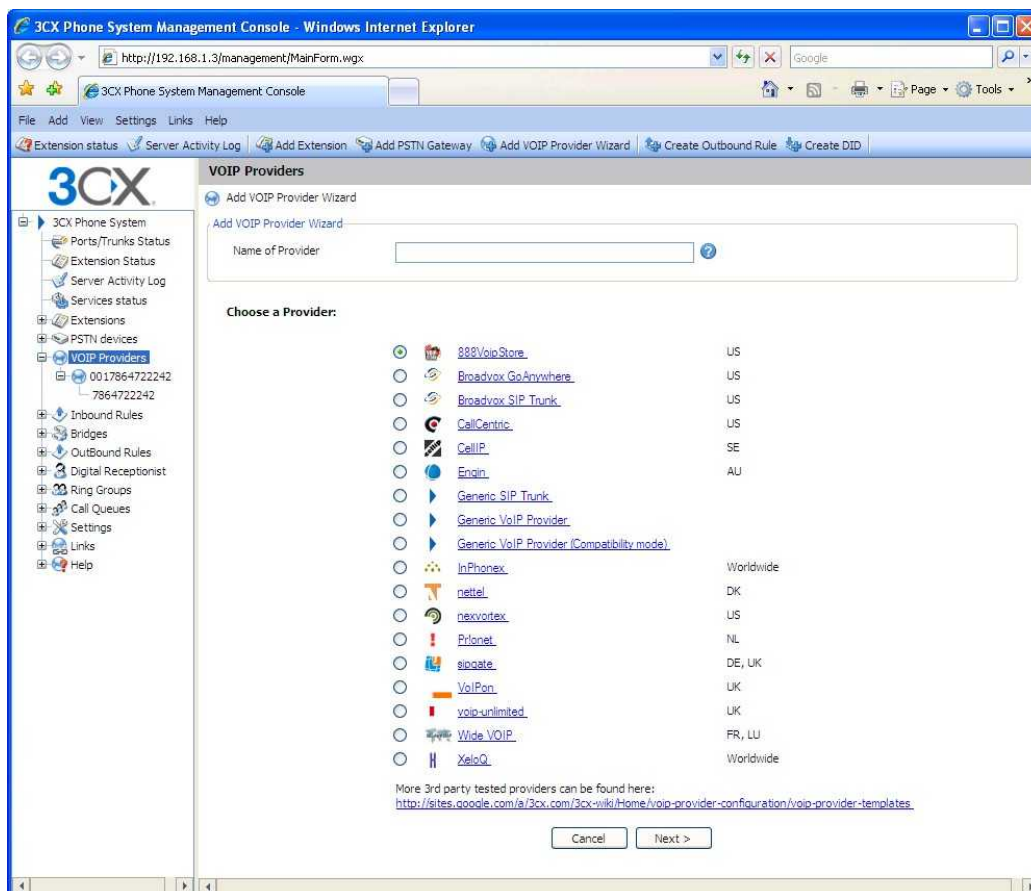 3CX Phone System Management Console - Windows Internet Explorer
http://192.168.1.3/management/MainForm.wgx
Google
3CX Phone System Management Console
Page
Tools
File Add View Settings Links Help
Extension status Server Activity Log Add Extension Add PSTN Gateway Add VOIP Provider Wizard Create Outbound Rule Create DID
3CX
3CX Phone System
Ports/Trunks Status
Extension Status
Server Activity Log
Services status
Extensions
PSTN devices
VOIP Providers
0017864722242
7864722242
Inbound Rules
Bridges
OutBound Rules
Digital Receptionist
Ring Groups
Call Queues
Settings
Links
Help
VOIP Providers
Add VOIP Provider Wizard
Add VOIP Provider Wizard
Name of Provider
Choose a Provider:
888VoipStore US
Broadvox GoAnywhere US
Broadvox SIP Trunk US
CallCentric US
CellIP SE
Engin AU
Generic SIP Trunk
Generic VoIP Provider
Generic VoIP Provider (Compatibility mode)
InPhonex Worldwide
nettel DK
nexvortex US
Pr!onet NL
sipgate DE, UK
VoIPon UK
voip-unlimited UK
Wide VOIP FR, LU
XeloQ Worldwide
More 3rd party tested providers can be found here:
http://sites.google.com/a/3cx.com/3cx-wiki/Home/voip-provider-configuration/voip-provider-templates
Cancel Next >